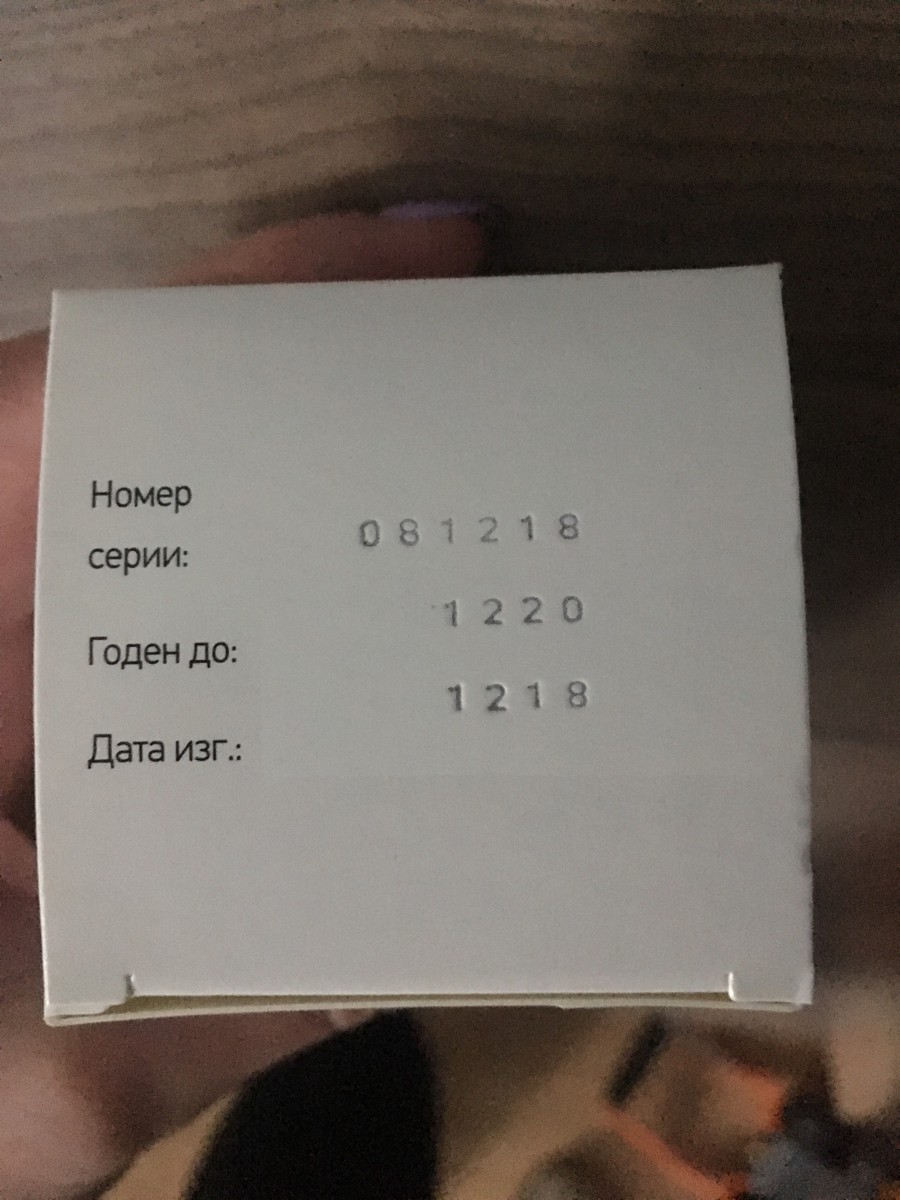 Номер
серии: 081218
Годен до: 1220
Дата изг.: 1218